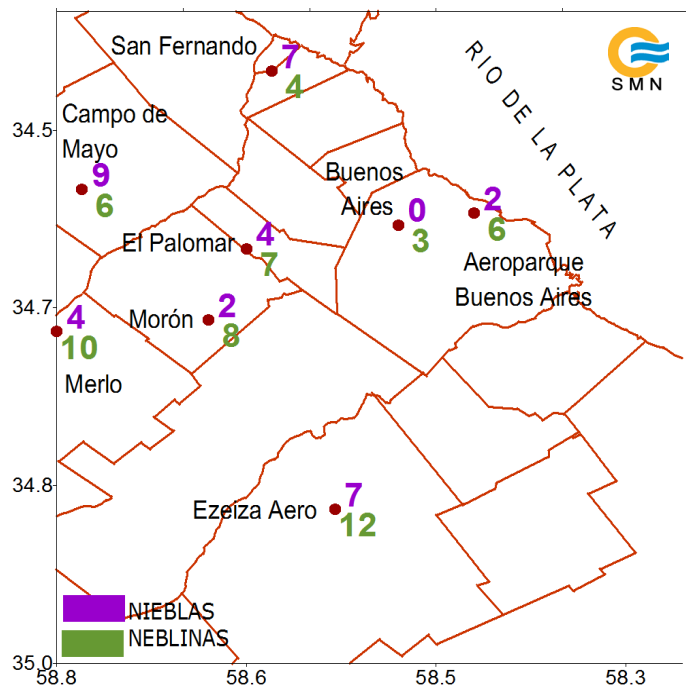 San Fernando
7
4
SMN
RIO DE LA PLATA
34.5
Campo de
Mayo
9
6
Buenos
Aires
0
3
2
6
Aeroparque
Buenos Aires
El Palomar
4
7
34.7
4
10
Merlo
Morón
2
8
34.8
Ezeiza Aero
7
12
NIEBLAS
NEBLINAS
35.0
58.8
58.6
58.5
58.3